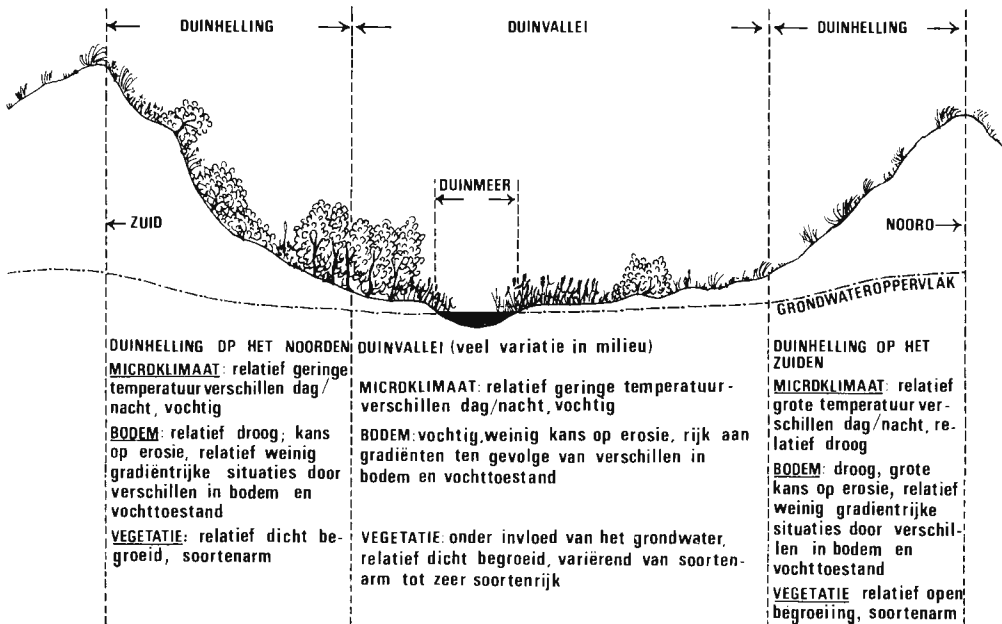 DUINHELLING
DUINVALLEI
DUINHELLING
DUINMEER
ZUID
NOORD
GRONDWATEROPPERVLAK
DUINHELLING OP HET NOORDEN
MICROKLIMAAT: relatief geringe
temperatuurverschillen dag/
nacht, vochtig
BODEM: relatief droog; kans
op erosie, relatief weinig
gradiëntrijke situaties door
verschillen in bodem en
vochttoestand
VEGETATIE: relatief dicht be-
groeid, soortenarm
DUINVALLEI (veel variatie in milieu)
MICROKLIMAAT: relatief geringe temperatuur-
verschillen dag/nacht, vochtig
BODEM: vochtig, weinig kans op erosie, rijk aan
gradiënten ten gevolge van verschillen in
bodem en vochttoestand
VEGETATIE: onder invloed van het grondwater,
relatief dicht begroeid, variërend van soorten-
arm tot zeer soortenrijk
DUINHELLING OP HET
ZUIDEN
MICROKLIMAAT: relatief
grote temperatuurver-
schillen dag/nacht, re-
latief droog
BODEM: droog, grote
kans op erosie, relatief
weinig gradientrijke
situaties door verschil-
len in bodem en
vochttoestand
VEGETATIE relatief open
begroeiing, soortenarm